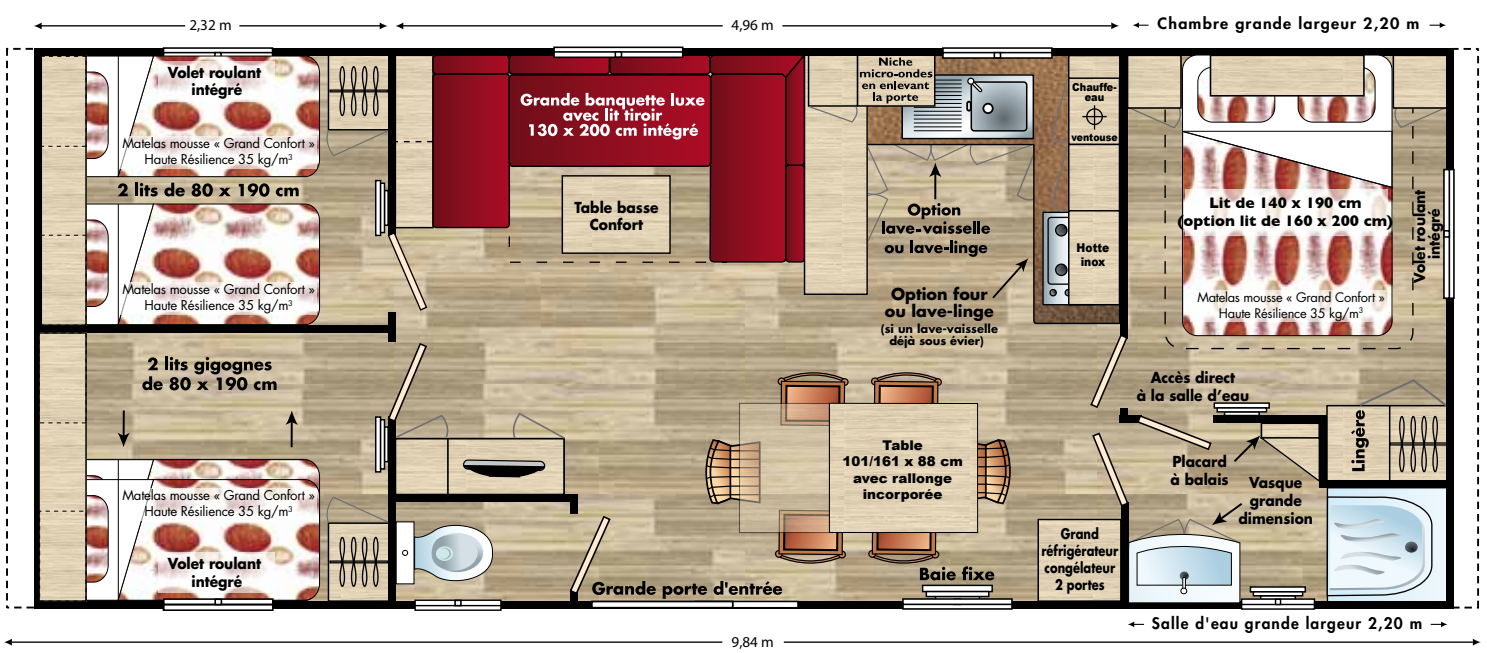 2,32 m
4,96 m
Chambre grande largeur 2,20 m
Volet roulant
intégré
Matelas mousse « Grand Confort »
Haute Résilience 35 kg/m³
2 lits de 80 x 190 cm
Matelas mousse « Grand Confort »
Haute Résilience 35 kg/m³
Grande banquette luxe
avec lit tiroir
130 x 200 cm intégré
Table basse
Confort
Niche
micro-ondes
en enlevant
la porte
Chauffe-
eau
ventouse
Option
lave-vaisselle
ou lave-linge
Hotte
inox
Option four
ou lave-linge
(si un lave-vaisselle
déjà sous évier)
Lit de 140 x 190 cm
(option lit de 160 x 200 cm)
Volet roulant
intégré
Matelas mousse « Grand Confort »
Haute Résilience 35 kg/m³
2 lits gigognes
de 80 x 190 cm
Matelas mousse « Grand Confort »
Haute Résilience 35 kg/m³
Volet roulant
intégré
Table
101/161 x 88 cm
avec rallonge
incorporée
Accès direct
à la salle d'eau
Lingère
Placard
à balais
Vasque
grande
dimension
Grand
réfrigérateur
congélateur
2 portes
Baie fixe
Grande porte d'entrée
Salle d'eau grande largeur 2,20 m
9,84 m